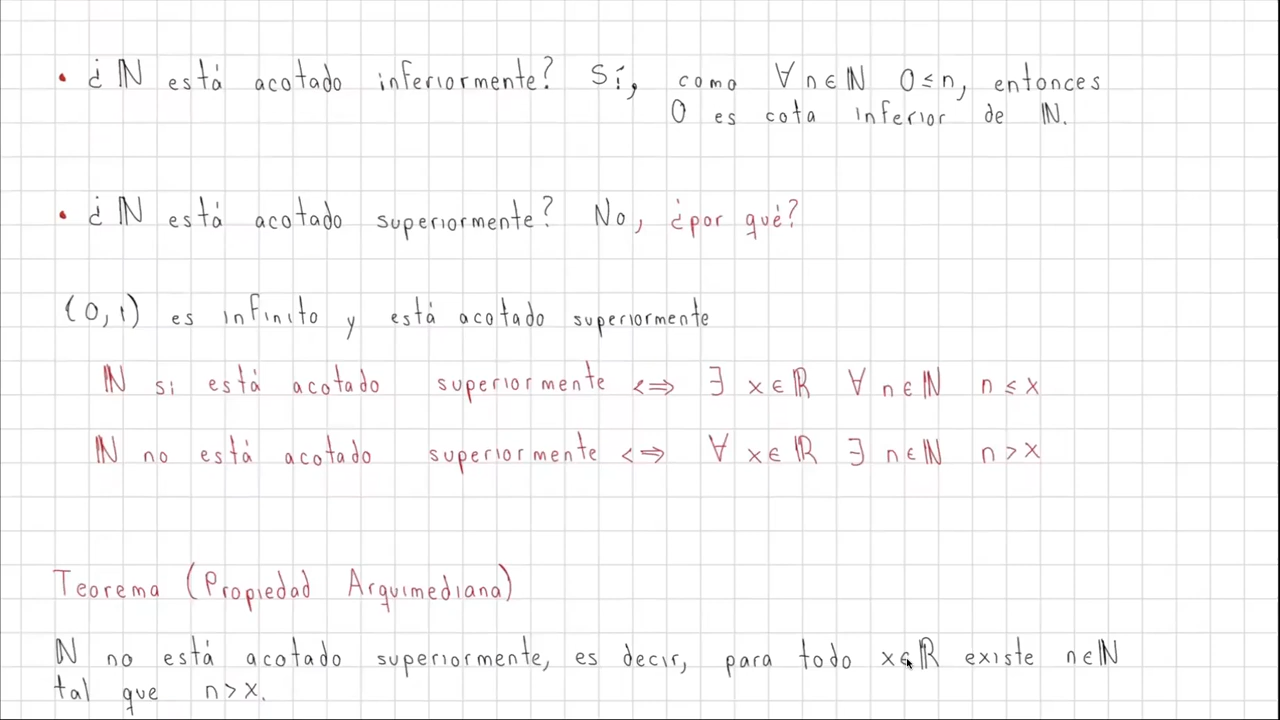 • ¿ℕ está acotado inferiormente? Sí, como ∀ n∈ℕ 0≤n, entonces
0 es cota inferior de ℕ.
• ¿ℕ está acotado superiormente? No, ¿por qué?
(0,1) es infinito y está acotado superiormente
ℕ si está acotado superiormente <=> ∃ x∈ℝ ∀ n∈ℕ n≤x
ℕ no está acotado superiormente <=> ∀ x∈ℝ ∃ n∈ℕ n>x
Teorema (Propiedad Arquimediana)
ℕ no está acotado superiormente, es decir, para todo x∈ℝ existe n∈ℕ
tal que n>x.